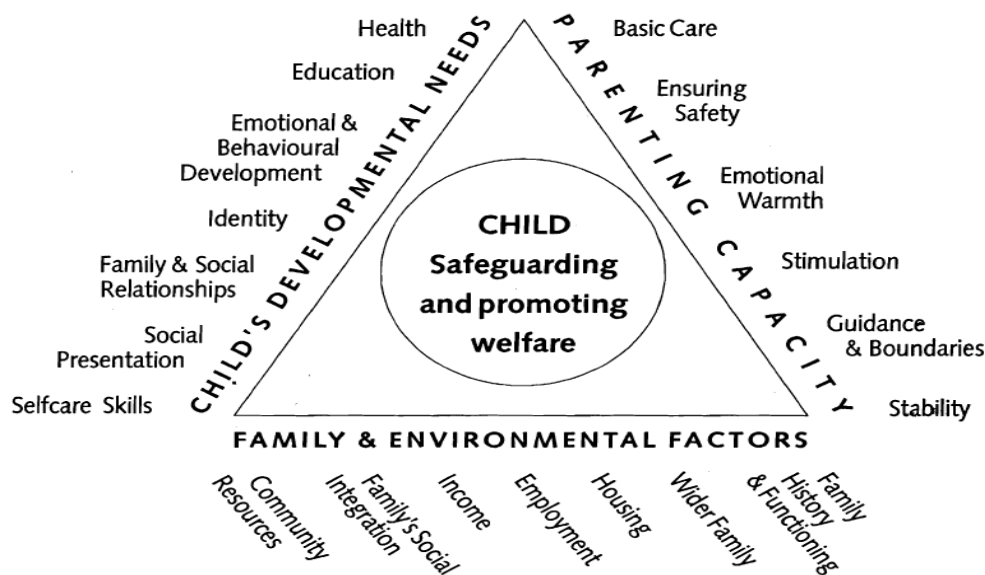 Health
Education
Emotional &
Behavioural
Development
Identity
Family & Social
Relationships
Social
Presentation
Selfcare Skills
CHILD'S DEVELOPMENTAL NEEDS
PARENTING CAPACITY
Basic Care
Ensuring
Safety
Emotional
Warmth
Stimulation
Guidance
& Boundaries
Stability
CHILD
Safeguarding
and promoting
welfare
FAMILY & ENVIRONMENTAL FACTORS
Community
Resources
Family's Social
Integration
Income
Employment
Housing
Wider Family
Family
History
& Functioning